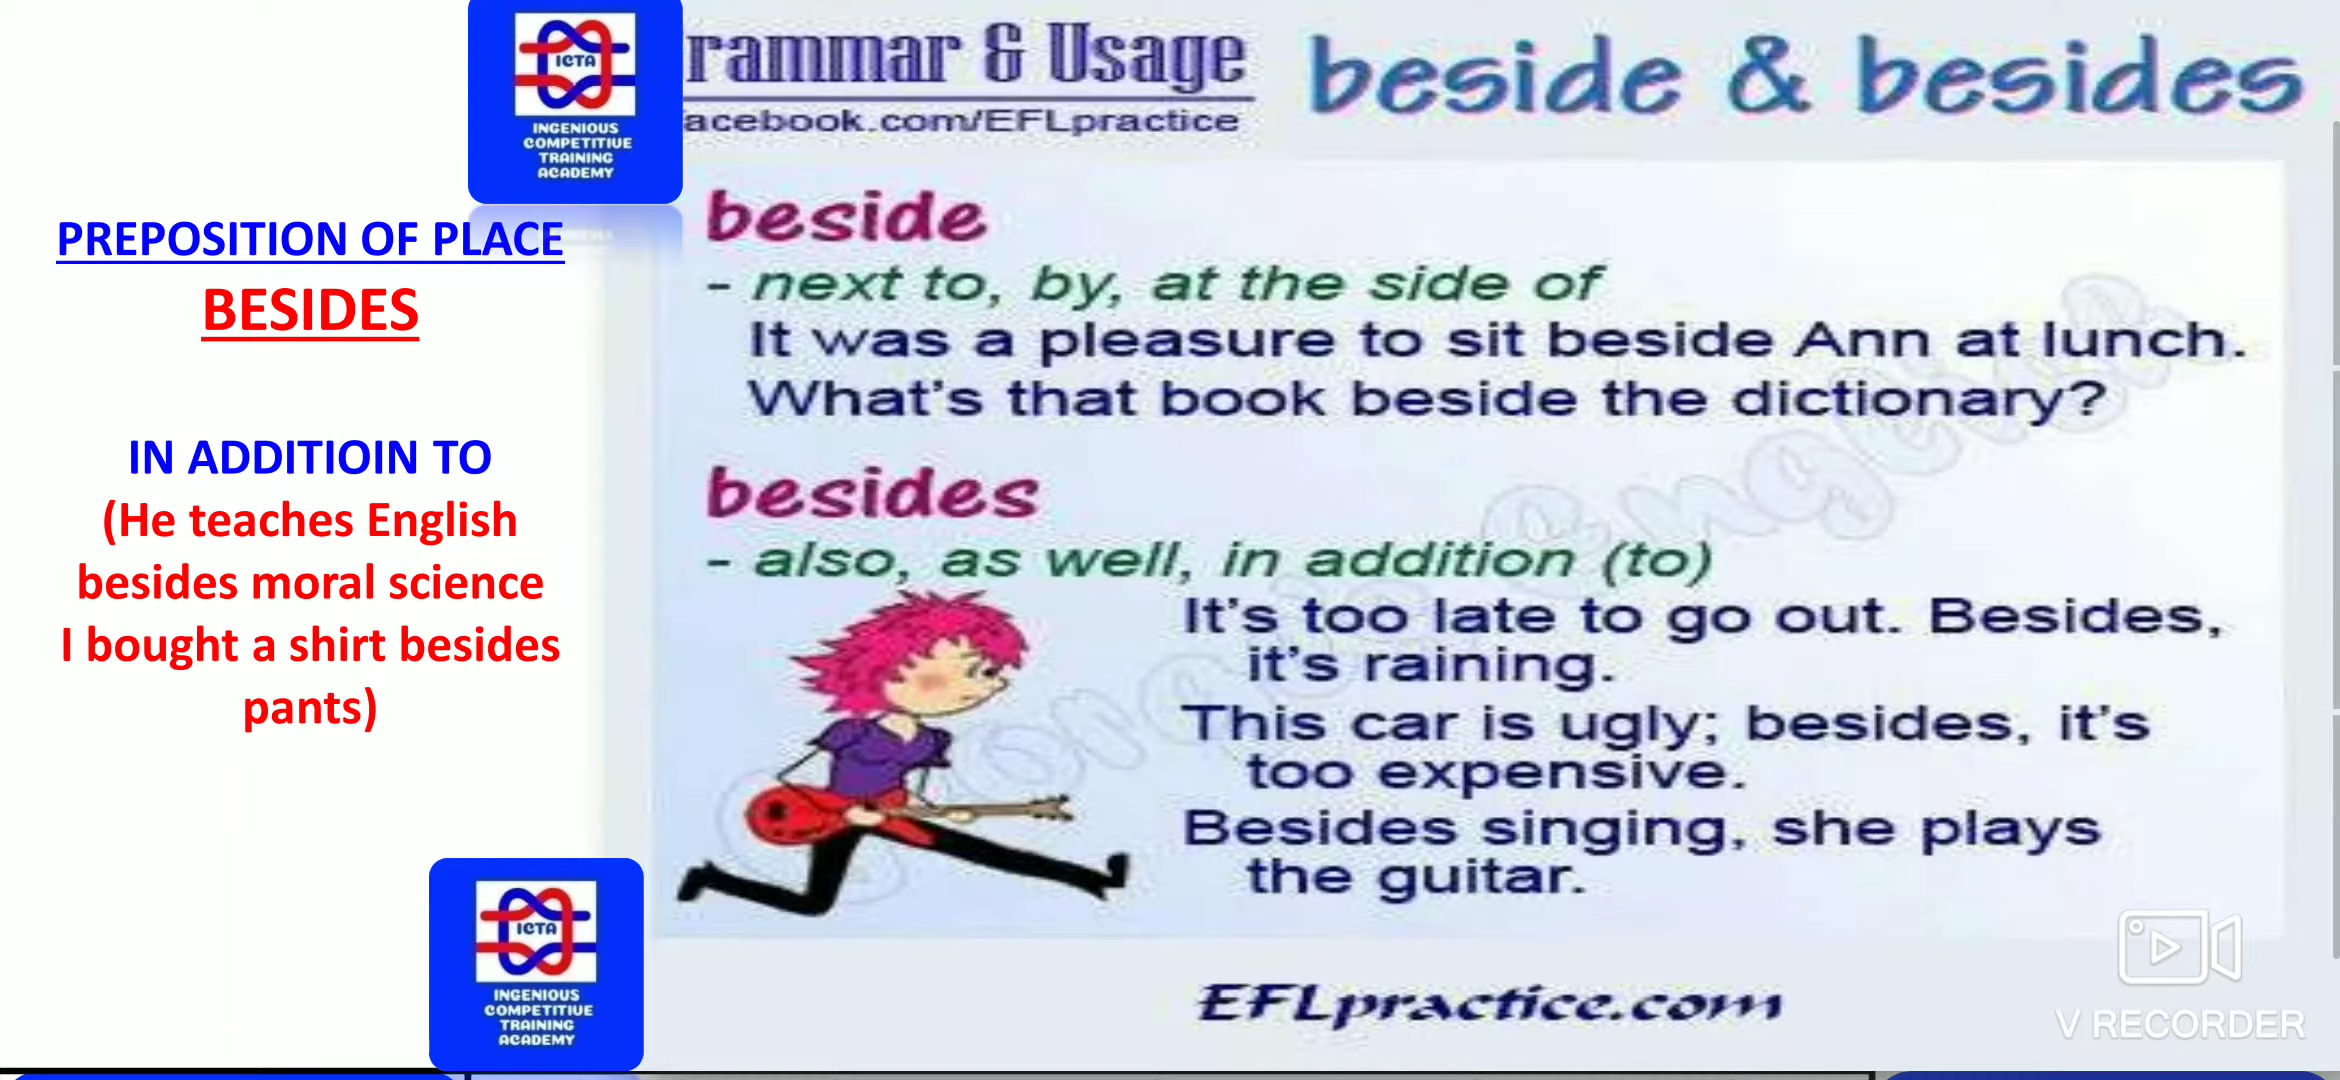 ICTA
INGENIOUS
COMPETITIVE
TRAINING
ACADEMY
rammar & Usage
acebook.com/EFLpractice
beside & besides
PREPOSITION OF PLACE
BESIDES
IN ADDITIOIN TO
(He teaches English
besides moral science
I bought a shirt besides
pants)
beside
- next to, by, at the side of
It was a pleasure to sit beside Ann at lunch.
What's that book beside the dictionary?
besides
- also, as well, in addition (to)
It's too late to go out. Besides,
it's raining.
This car is ugly; besides, it's
too expensive.
Besides singing, she plays
the guitar.
ICTA
INGENIOUS
COMPETITIVE
TRAINING
ACADEMY
EFLpractice.com
V RECORDER